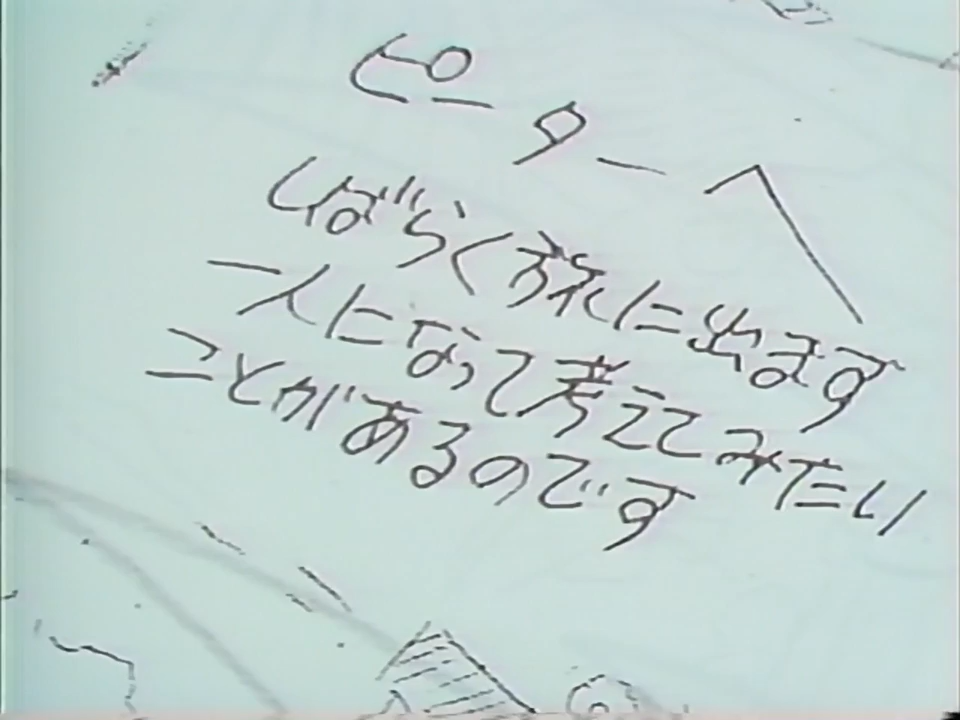 ピーターへ
しばらく旅に出ます
一人になって考えてみたい
ことがあるのです